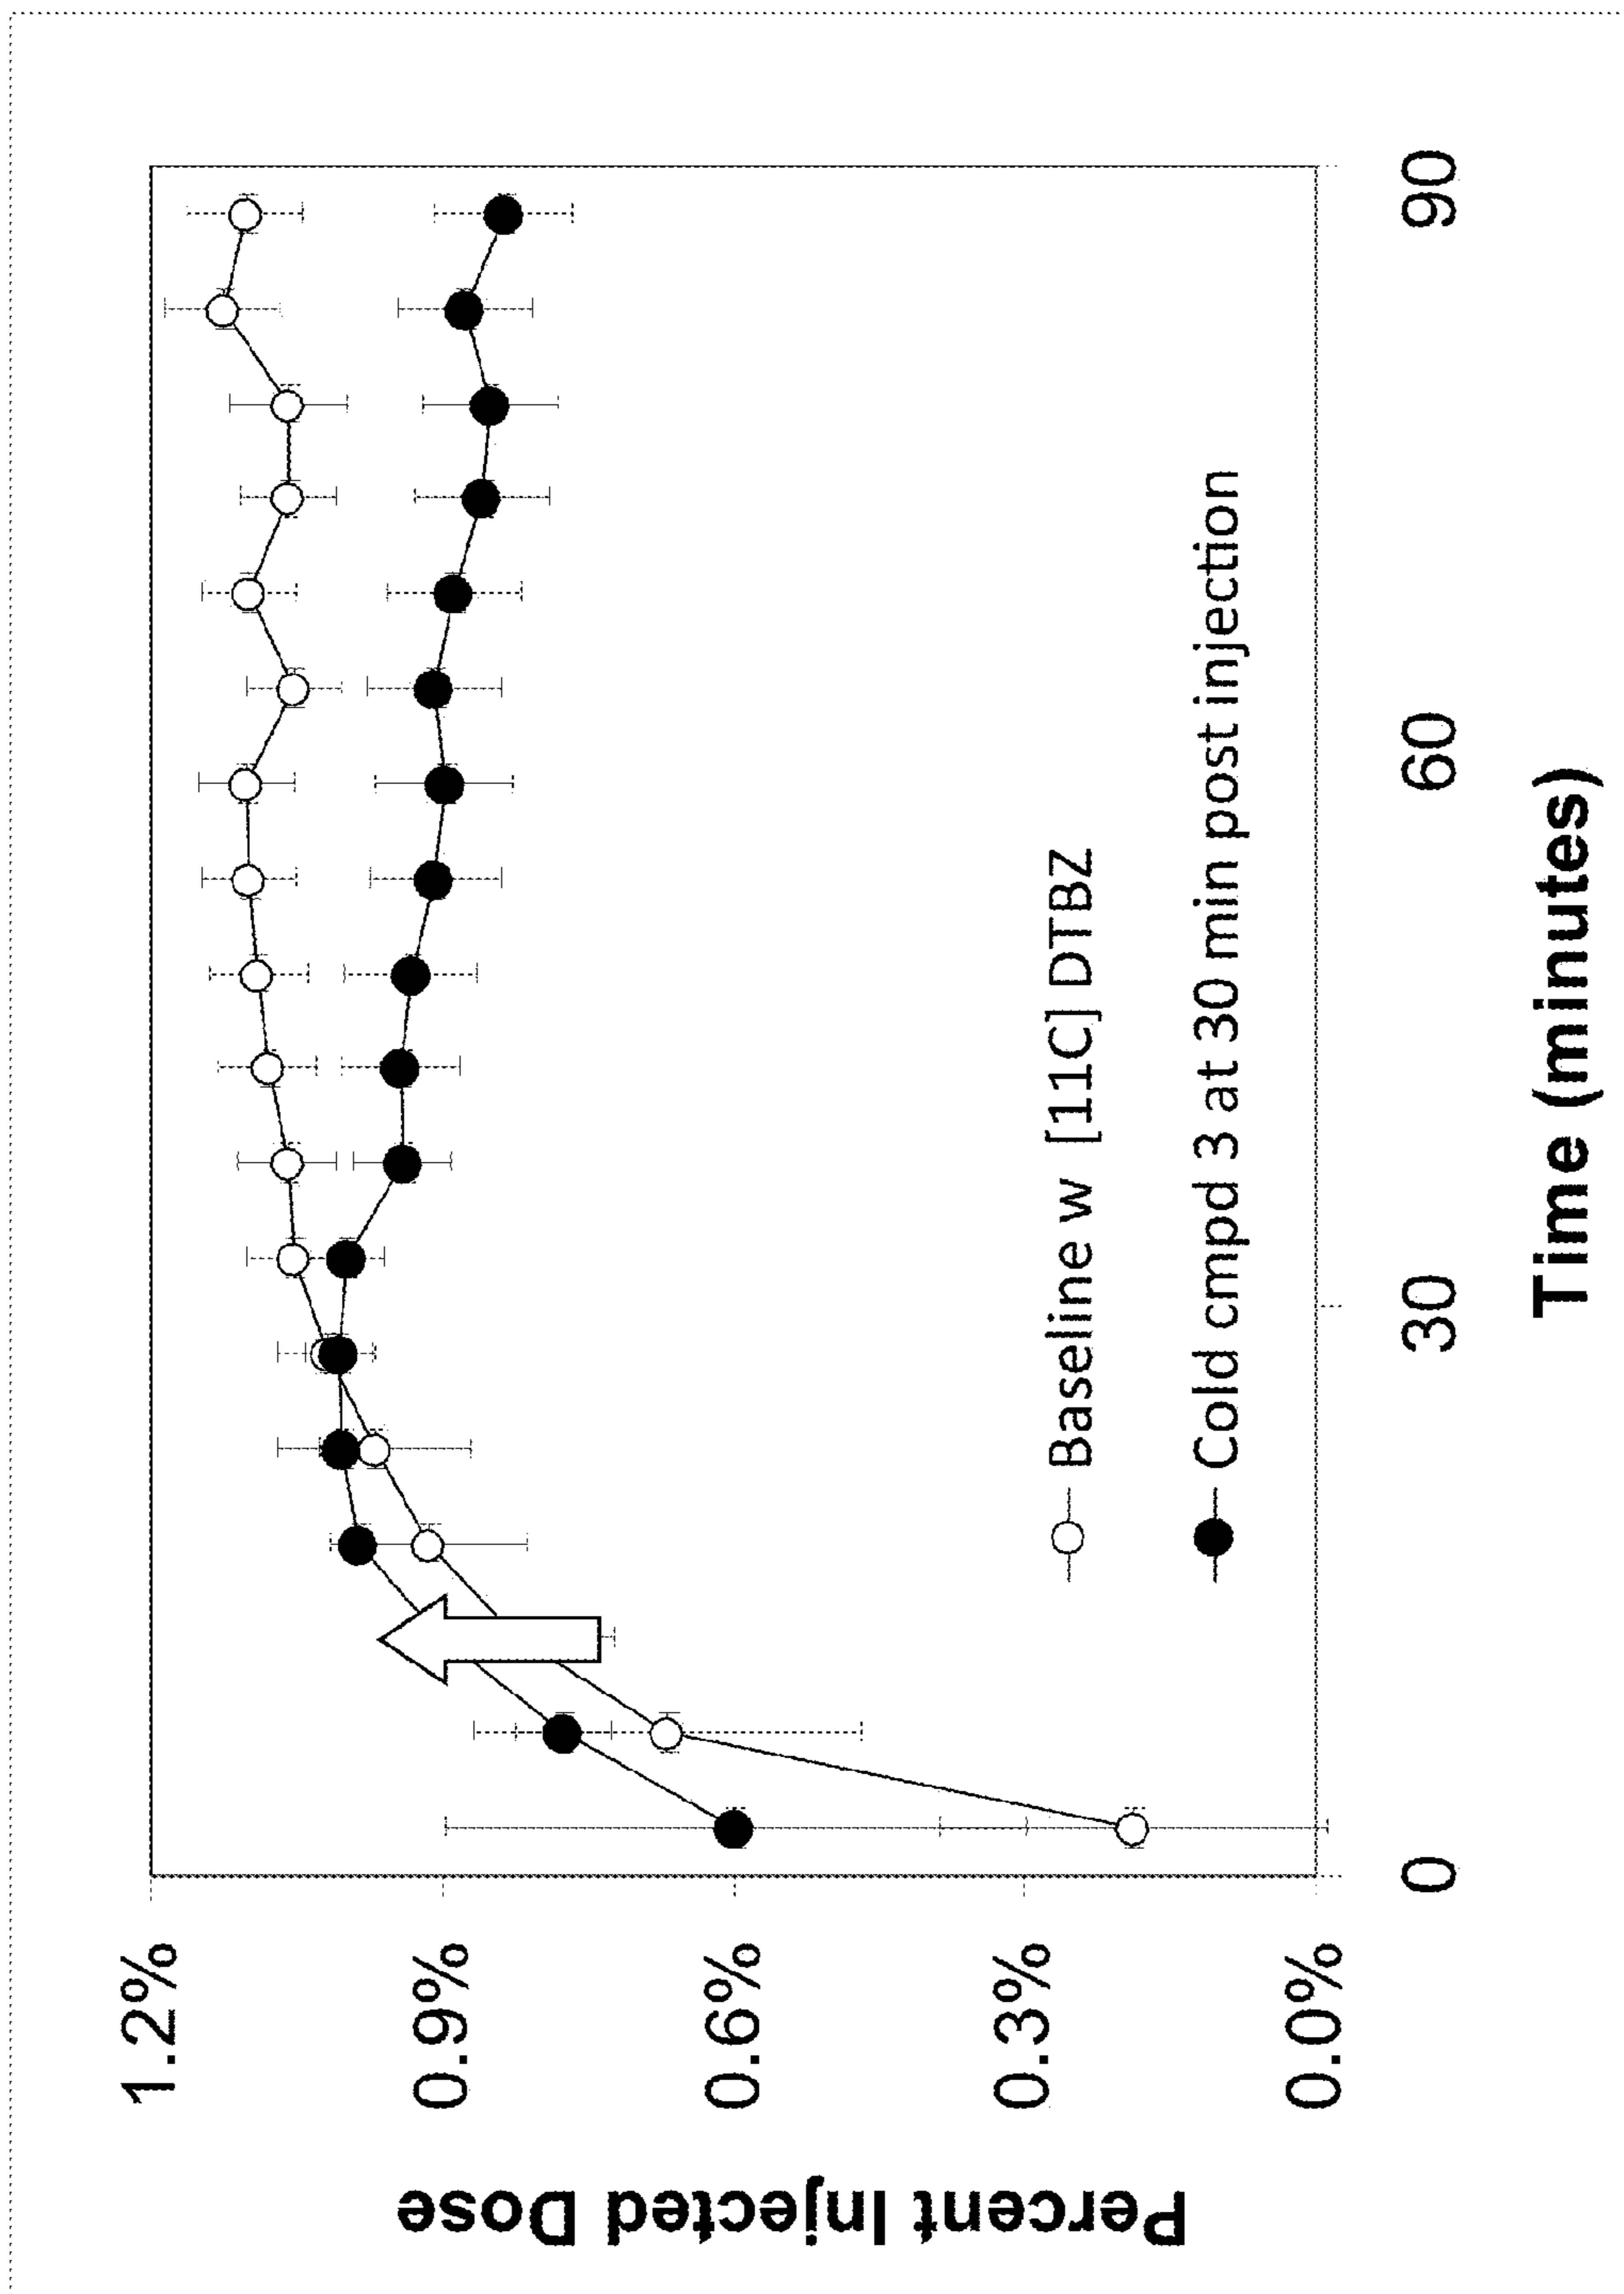 Percent Injected Dose
1.2%
0.9%
0.6%
0.3%
0.0%
Baseline w [11C] DTBZ
Cold cmpd 3 at 30 min post injection
0
30
60
90
Time (minutes)